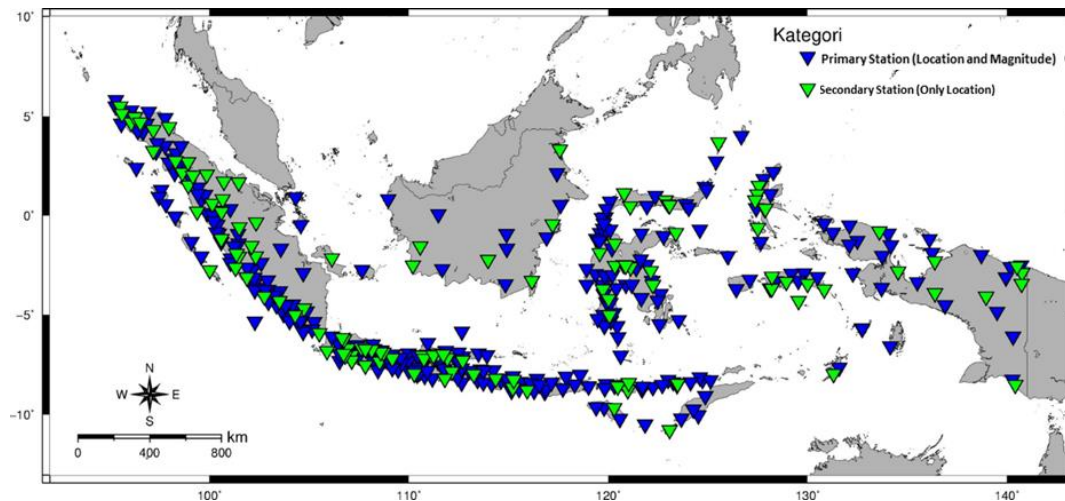 10°
5°
0°
−5°
−10°
Kategori
Primary Station (Location and Magnitude)
Secondary Station (Only Location)
N
W E
S
km
0 400 800
100° 110° 120° 130° 140°